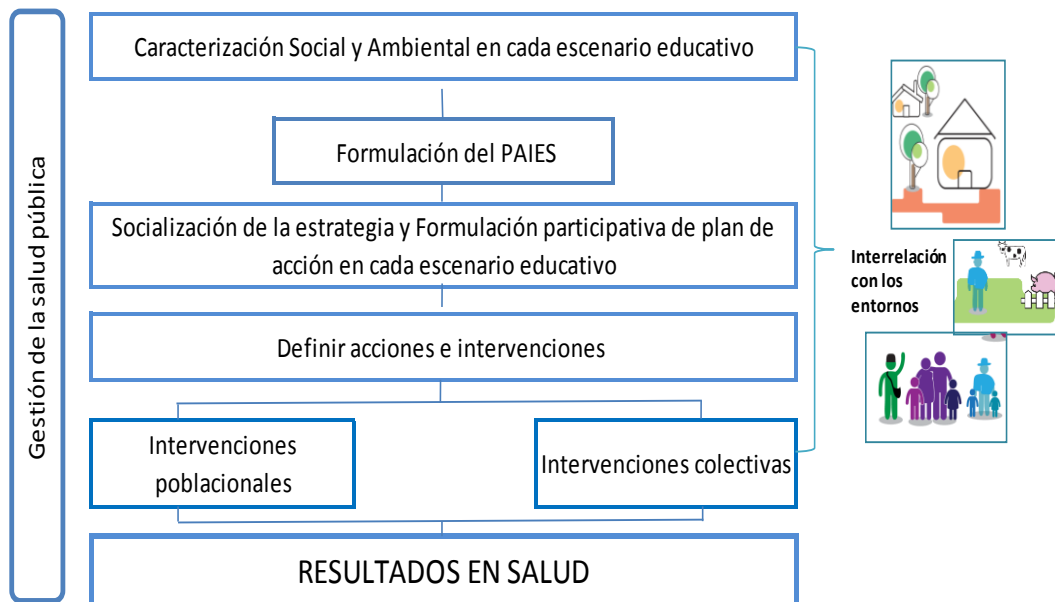 Gestión de la salud pública
Caracterización Social y Ambiental en cada escenario educativo
Formulación del PAIES
Socialización de la estrategia y Formulación participativa de plan de
acción en cada escenario educativo
Definir acciones e intervenciones
Intervenciones
poblacionales
Intervenciones colectivas
RESULTADOS EN SALUD
Interrelación
con los
entornos